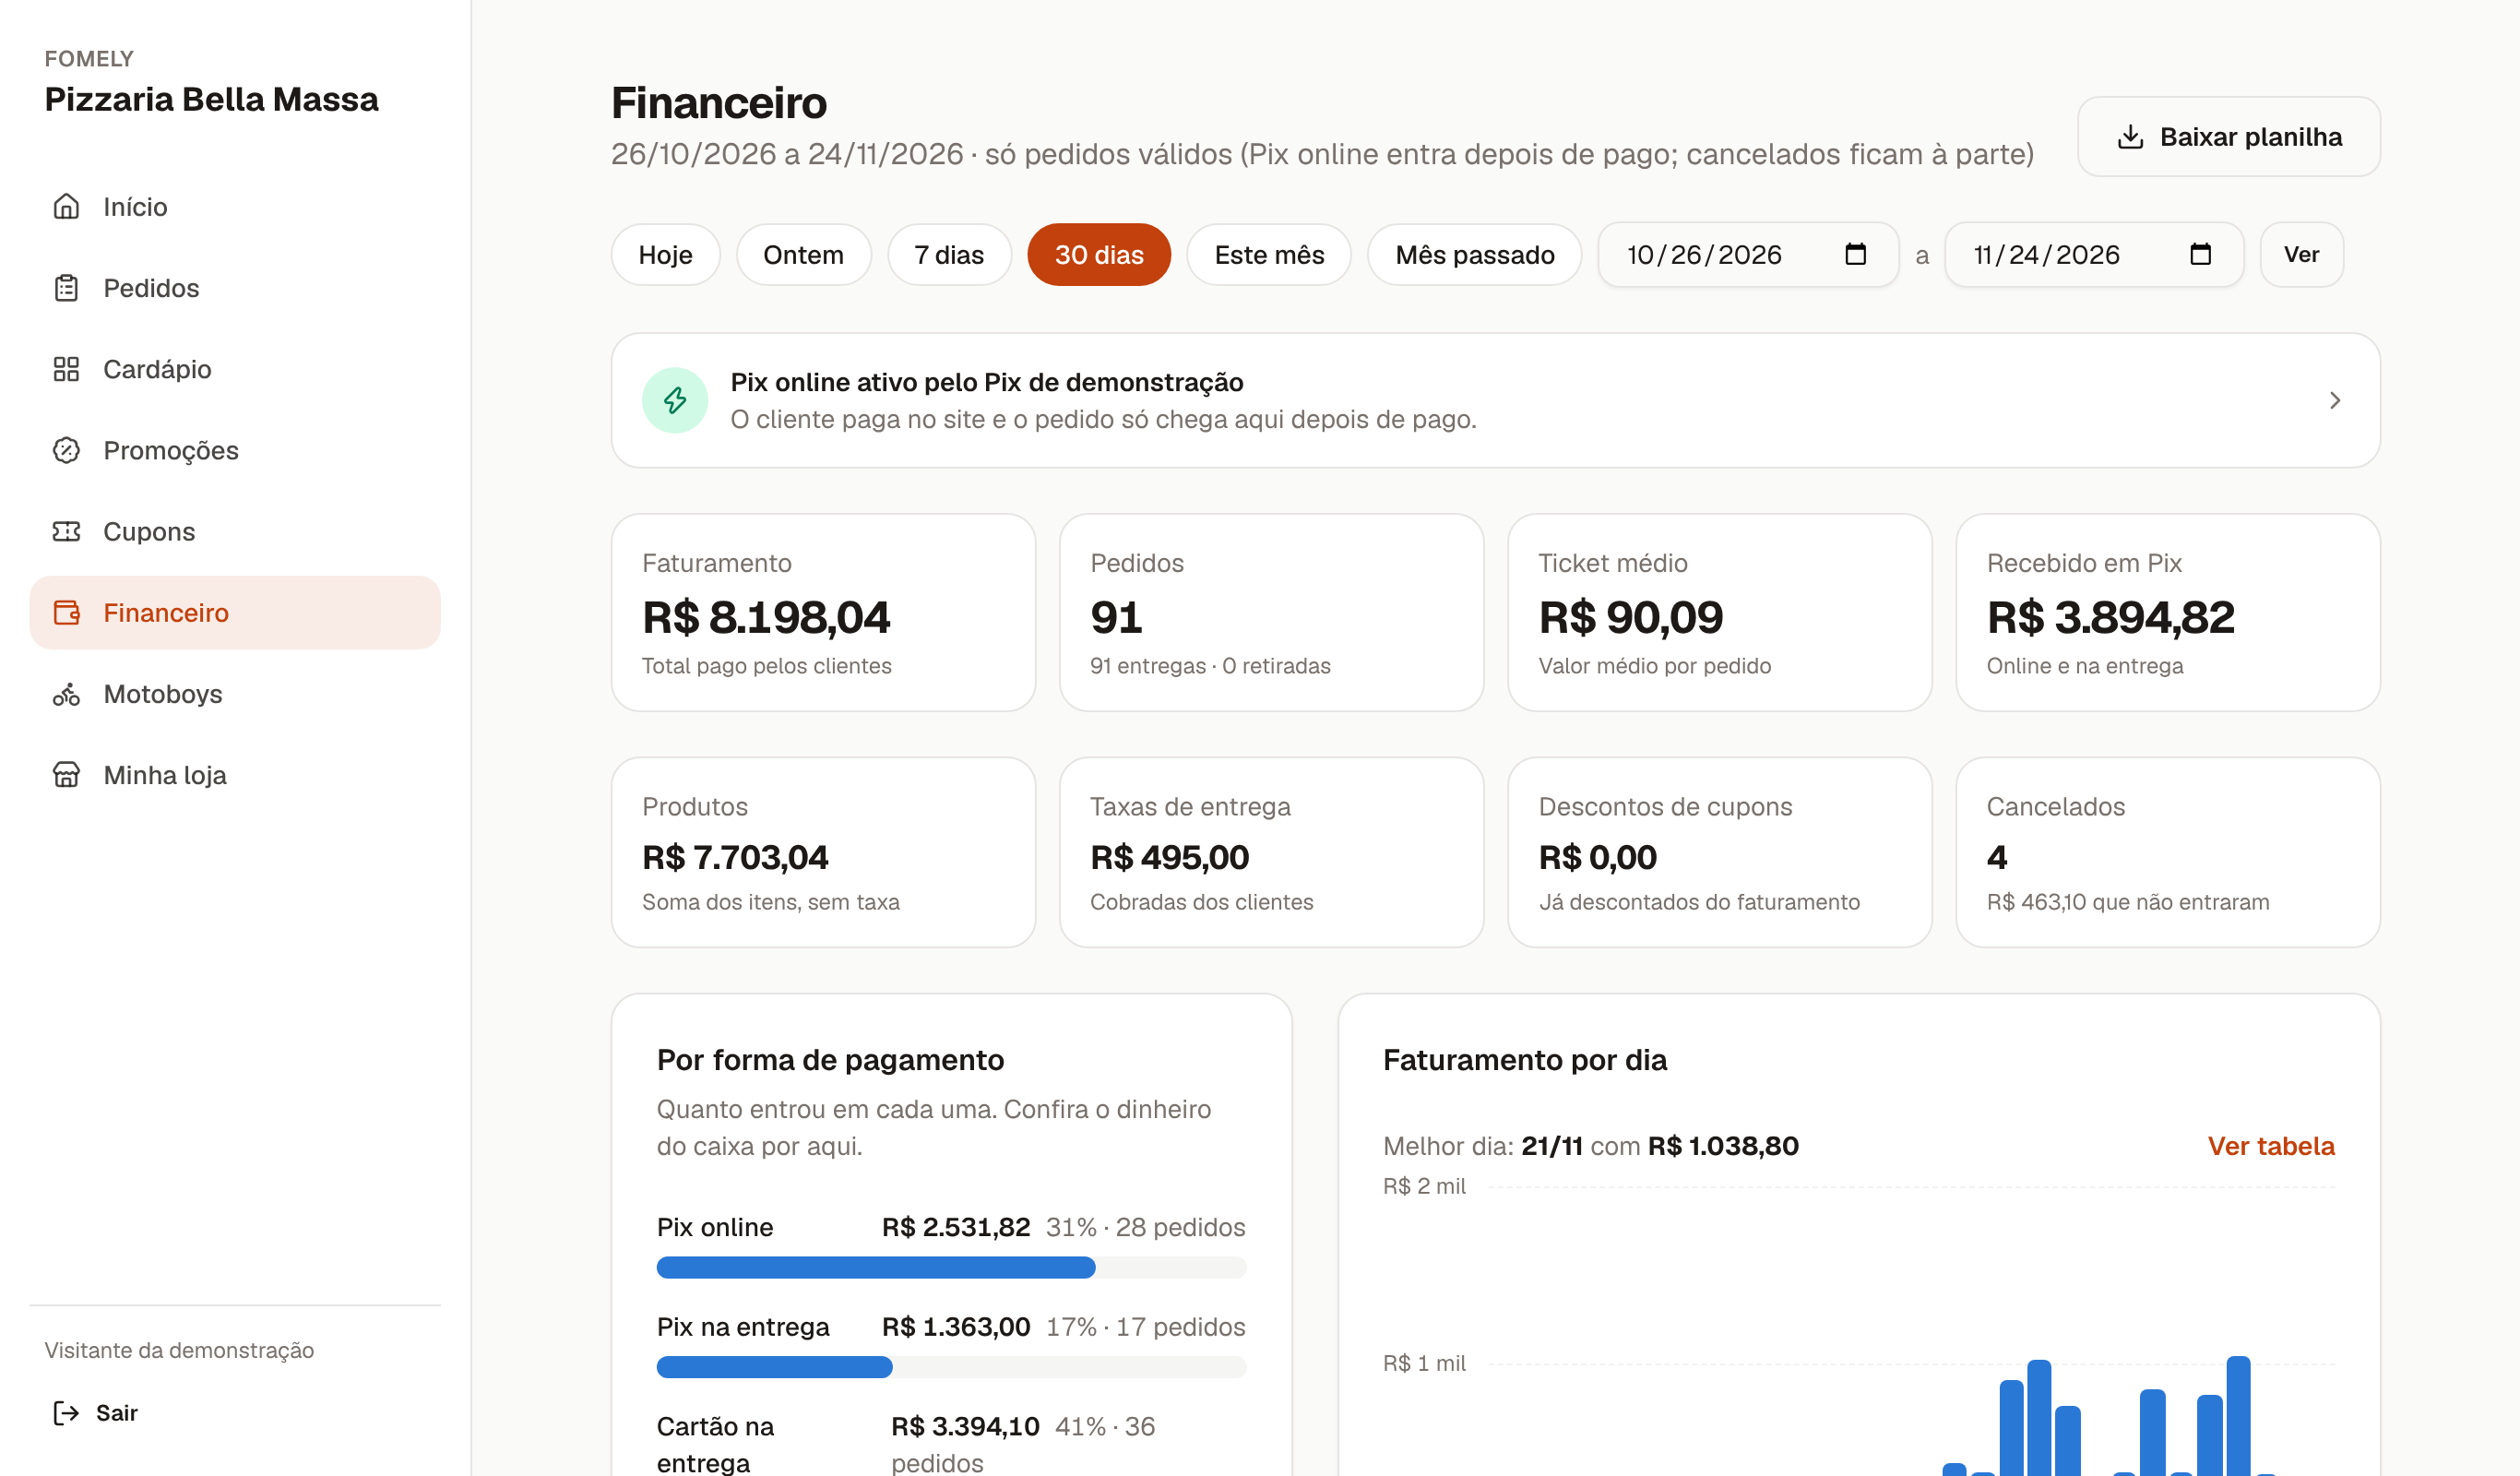 FOMELY
Pizzaria Bella Massa
Início
Pedidos
Cardápio
Promoções
Cupons
Financeiro
Motoboys
Minha loja
Visitante da demonstração
Sair
Financeiro
26/10/2026 a 24/11/2026 · só pedidos válidos (Pix online entra depois de pago; cancelados ficam à parte)
Baixar planilha
Hoje
Ontem
7 dias
30 dias
Este mês
Mês passado
10/26/2026
a
11/24/2026
Ver
Pix online ativo pelo Pix de demonstração
O cliente paga no site e o pedido só chega aqui depois de pago.
Faturamento
R$ 8.198,04
Total pago pelos clientes
Pedidos
91
91 entregas · 0 retiradas
Ticket médio
R$ 90,09
Valor médio por pedido
Recebido em Pix
R$ 3.894,82
Online e na entrega
Produtos
R$ 7.703,04
Soma dos itens, sem taxa
Taxas de entrega
R$ 495,00
Cobradas dos clientes
Descontos de cupons
R$ 0,00
Já descontados do faturamento
Cancelados
4
R$ 463,10 que não entraram
Por forma de pagamento
Quanto entrou em cada uma. Confira o dinheiro
do caixa por aqui.
Pix online R$ 2.531,82 31% · 28 pedidos
Pix na entrega R$ 1.363,00 17% · 17 pedidos
Cartão na entrega
R$ 3.394,10 41% · 36 pedidos
Faturamento por dia
Melhor dia: 21/11 com R$ 1.038,80
Ver tabela
R$ 2 mil
R$ 1 mil